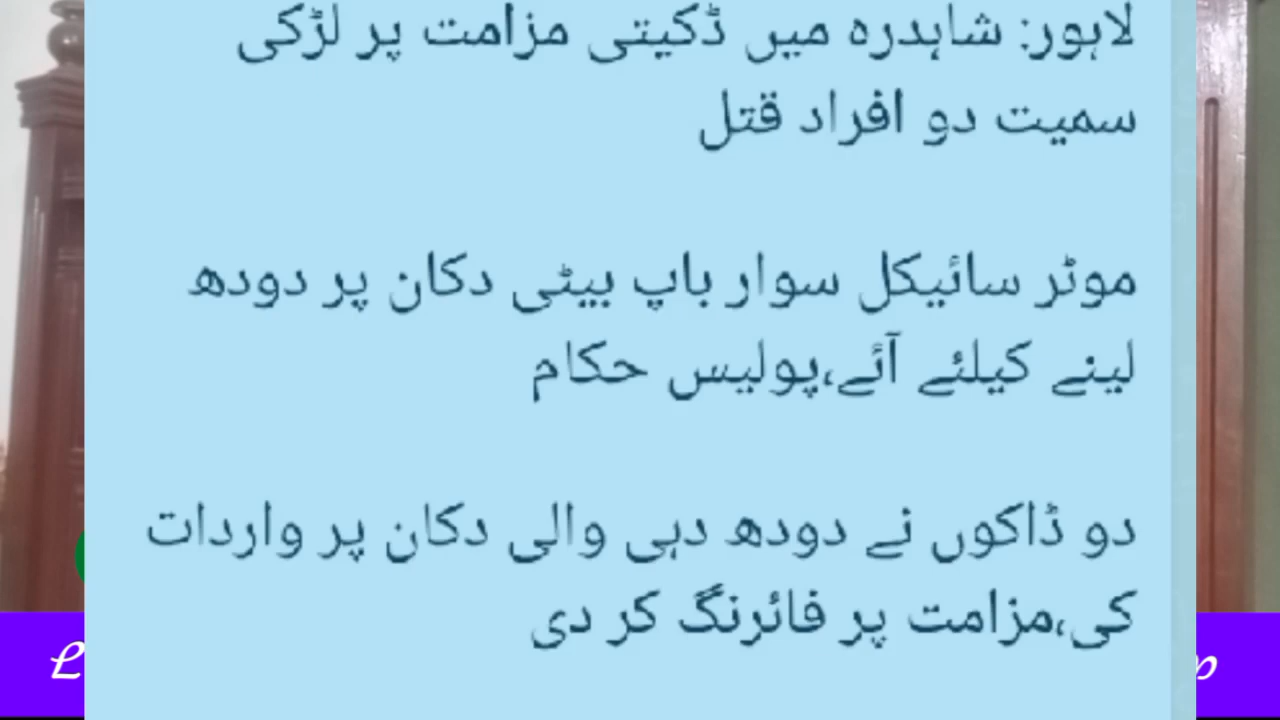 لاہور: شاہدرہ میں ڈکیتی مزامت پر لڑکی
سمیت دو افراد قتل
موٹر سائیکل سوار باپ بیٹی دکان پر دودھ
لینے کیلئے آئے،پولیس حکام
دو ڈاکوں نے دودھ دہی والی دکان پر واردات
کی،مزامت پر فائرنگ کر دی